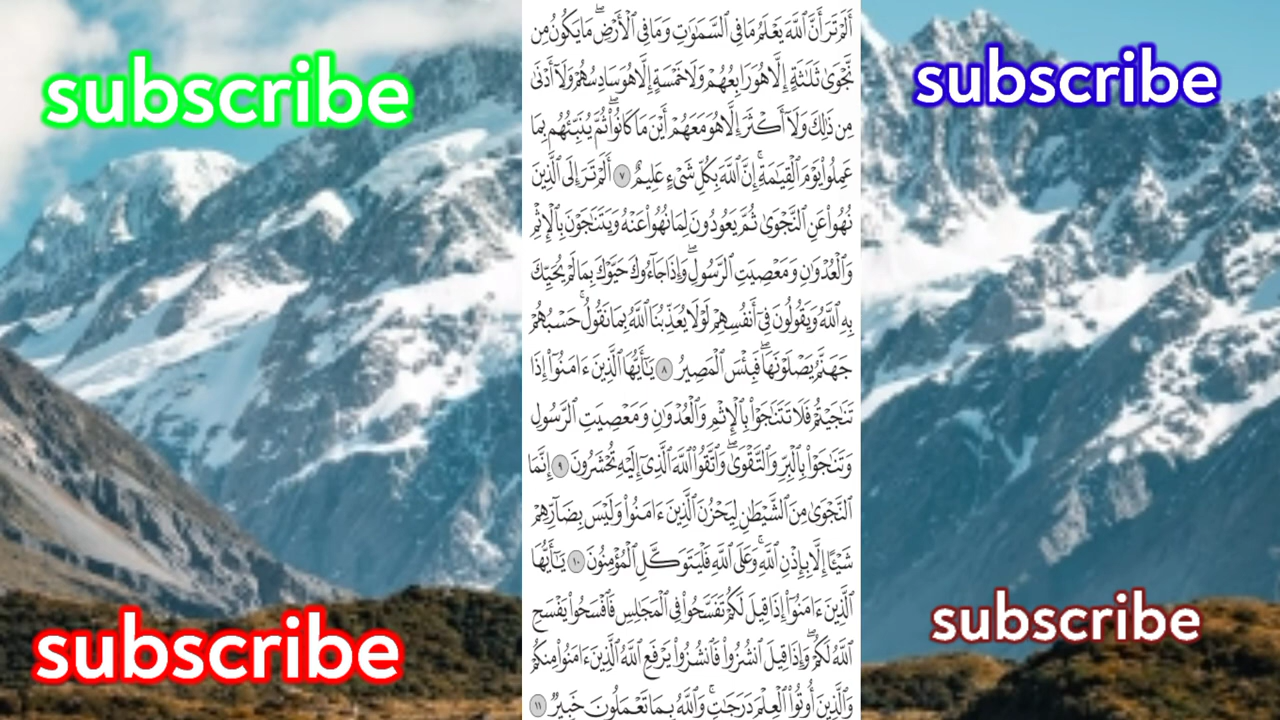 subscribe
subscribe
أَلَمْ تَرَ أَنَّ ٱللَّهَ يَعْلَمُ مَا فِى ٱلسَّمَٰوَٰتِ وَمَا فِى ٱلْأَرْضِ ۖ مَا يَكُونُ مِن
نَّجْوَىٰ ثَلَٰثَةٍ إِلَّا هُوَ رَابِعُهُمْ وَلَا خَمْسَةٍ إِلَّا هُوَ سَادِسُهُمْ وَلَآ أَدْنَىٰ
مِن ذَٰلِكَ وَلَآ أَكْثَرَ إِلَّا هُوَ مَعَهُمْ أَيْنَ مَا كَانُوا۟ ۖ ثُمَّ يُنَبِّئُهُم بِمَا
عَمِلُوا۟ يَوْمَ ٱلْقِيَٰمَةِ ۚ إِنَّ ٱللَّهَ بِكُلِّ شَىْءٍ عَلِيمٌ ٧ أَلَمْ تَرَ إِلَى ٱلَّذِينَ
نُهُوا۟ عَنِ ٱلنَّجْوَىٰ ثُمَّ يَعُودُونَ لِمَا نُهُوا۟ عَنْهُ وَيَتَنَٰجَوْنَ بِٱلْإِثْمِ
وَٱلْعُدْوَٰنِ وَمَعْصِيَتِ ٱلرَّسُولِ ۖ وَإِذَا جَآءُوكَ حَيَّوْكَ بِمَا لَمْ يُحَيِّكَ
بِهِ ٱللَّهُ وَيَقُولُونَ فِىٓ أَنفُسِهِمْ لَوْلَا يُعَذِّبُنَا ٱللَّهُ بِمَا نَقُولُ ۚ حَسْبُهُمْ
جَهَنَّمُ يَصْلَوْنَهَا ۖ فَبِئْسَ ٱلْمَصِيرُ ٨ يَٰٓأَيُّهَا ٱلَّذِينَ ءَامَنُوٓا۟ إِذَا
تَنَٰجَيْتُمْ فَلَا تَتَنَٰجَوْا۟ بِٱلْإِثْمِ وَٱلْعُدْوَٰنِ وَمَعْصِيَتِ ٱلرَّسُولِ
وَتَنَٰجَوْا۟ بِٱلْبِرِّ وَٱلتَّقْوَىٰ ۖ وَٱتَّقُوا۟ ٱللَّهَ ٱلَّذِىٓ إِلَيْهِ تُحْشَرُونَ ٩ إِنَّمَا
ٱلنَّجْوَىٰ مِنَ ٱلشَّيْطَٰنِ لِيَحْزُنَ ٱلَّذِينَ ءَامَنُوا۟ وَلَيْسَ بِضَآرِّهِمْ
شَيْـًٔا إِلَّا بِإِذْنِ ٱللَّهِ ۚ وَعَلَى ٱللَّهِ فَلْيَتَوَكَّلِ ٱلْمُؤْمِنُونَ ١٠ يَٰٓأَيُّهَا
ٱلَّذِينَ ءَامَنُوٓا۟ إِذَا قِيلَ لَكُمْ تَفَسَّحُوا۟ فِى ٱلْمَجَٰلِسِ فَٱفْسَحُوا۟ يَفْسَحِ
ٱللَّهُ لَكُمْ ۖ وَإِذَا قِيلَ ٱنشُزُوا۟ فَٱنشُزُوا۟ يَرْفَعِ ٱللَّهُ ٱلَّذِينَ ءَامَنُوا۟ مِنكُمْ
وَٱلَّذِينَ أُوتُوا۟ ٱلْعِلْمَ دَرَجَٰتٍ ۚ وَٱللَّهُ بِمَا تَعْمَلُونَ خَبِيرٌ ١١
subscribe
subscribe